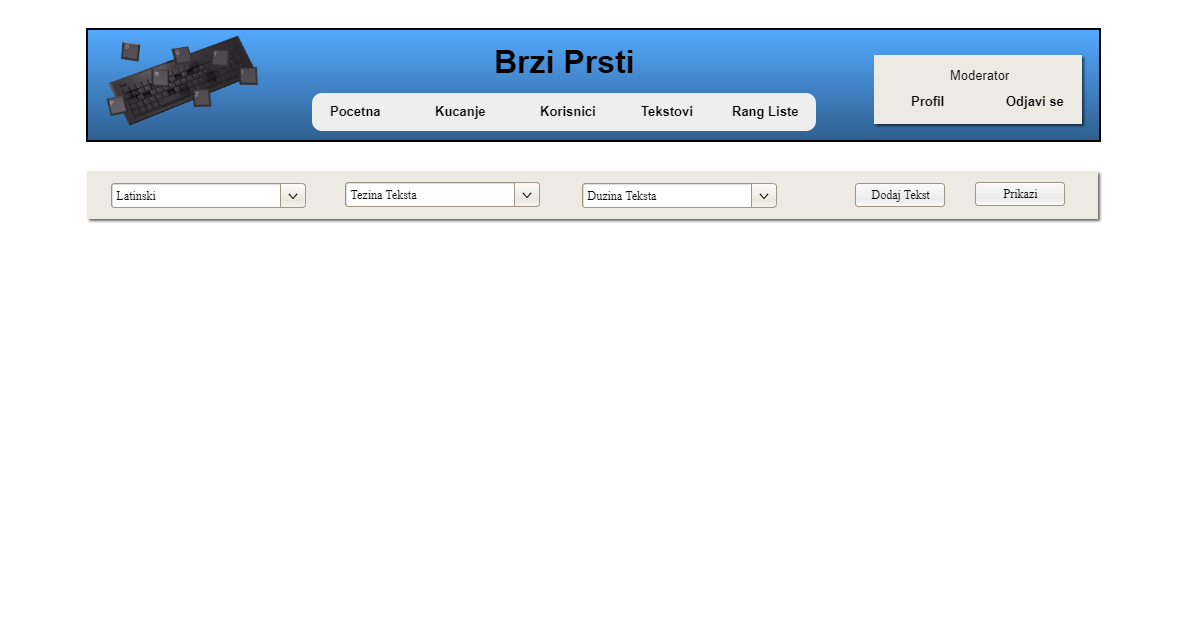 Brzi Prsti
Moderator
Profil Odjavi se
Pocetna Kucanje Korisnici Tekstovi Rang Liste
Latinski Tezina Teksta Duzina Teksta Dodaj Tekst Prikazi